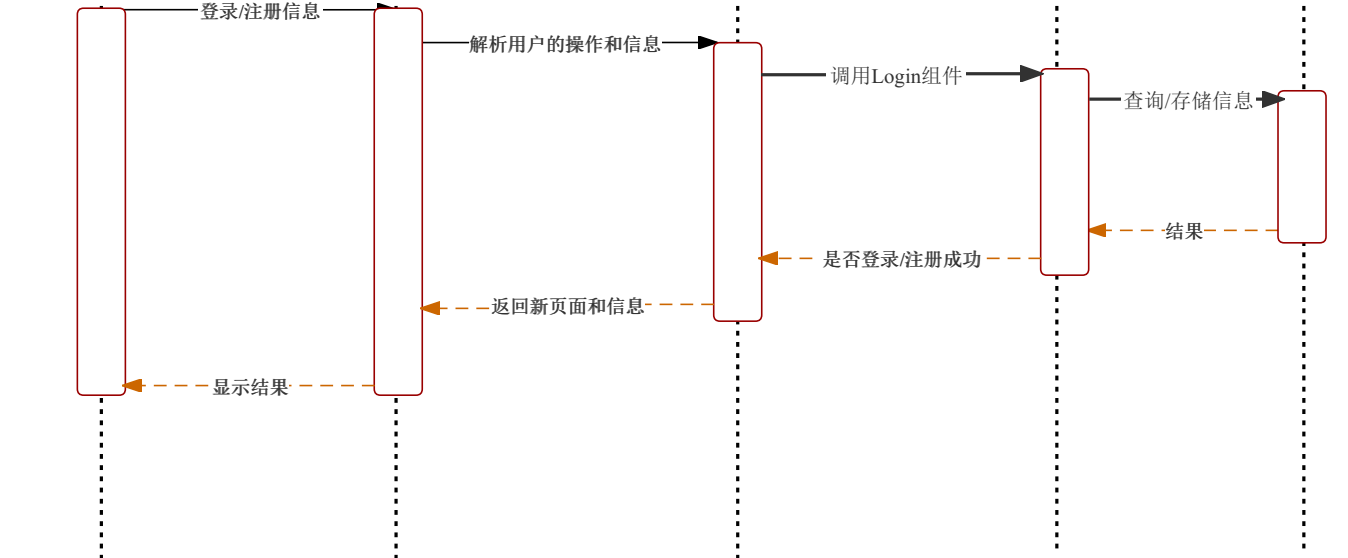 登录/注册信息
解析用户的操作和信息
调用Login组件
查询/存储信息
结果
是否登录/注册成功
返回新页面和信息
显示结果